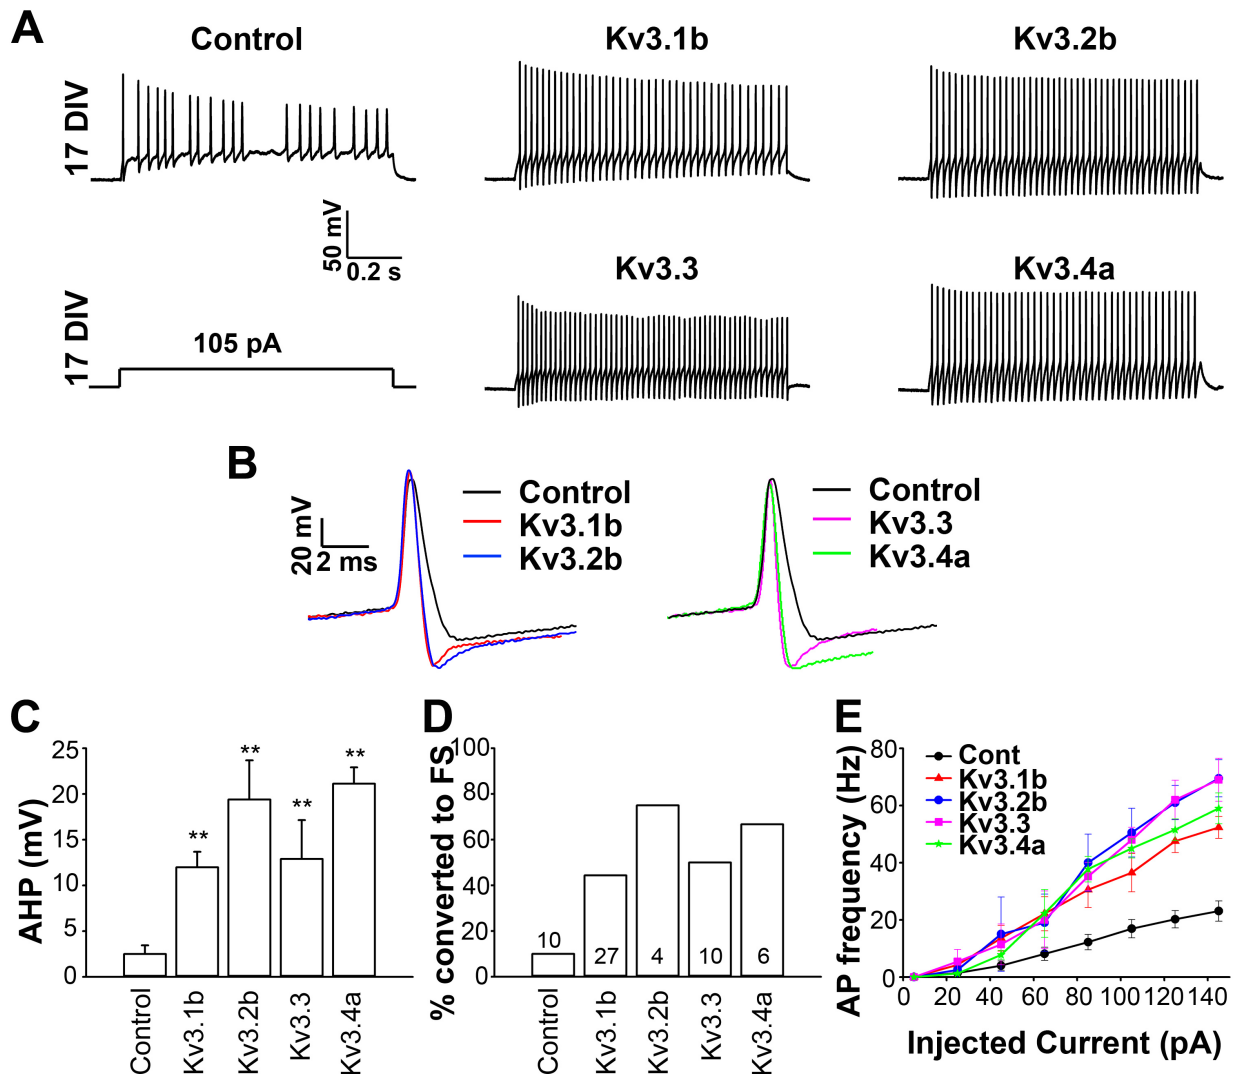 A
Control
Kv3.1b
Kv3.2b
17 DIV
50 mV
0.2 s
Kv3.3
Kv3.4a
17 DIV
105 pA
B
20 mV
2 ms
Control
Kv3.1b
Kv3.2b
Control
Kv3.3
Kv3.4a
C
AHP (mV)
25
20
15
10
5
0
**
**
**
**
Control
Kv3.1b
Kv3.2b
Kv3.3
Kv3.4a
D
% converted to FS
100
80
60
40
20
0
10
27
4
10
6
Control
Kv3.1b
Kv3.2b
Kv3.3
Kv3.4a
E
AP frequency (Hz)
80
60
40
20
0
Cont
Kv3.1b
Kv3.2b
Kv3.3
Kv3.4a
0 20 40 60 80 100 120 140
Injected Current (pA)